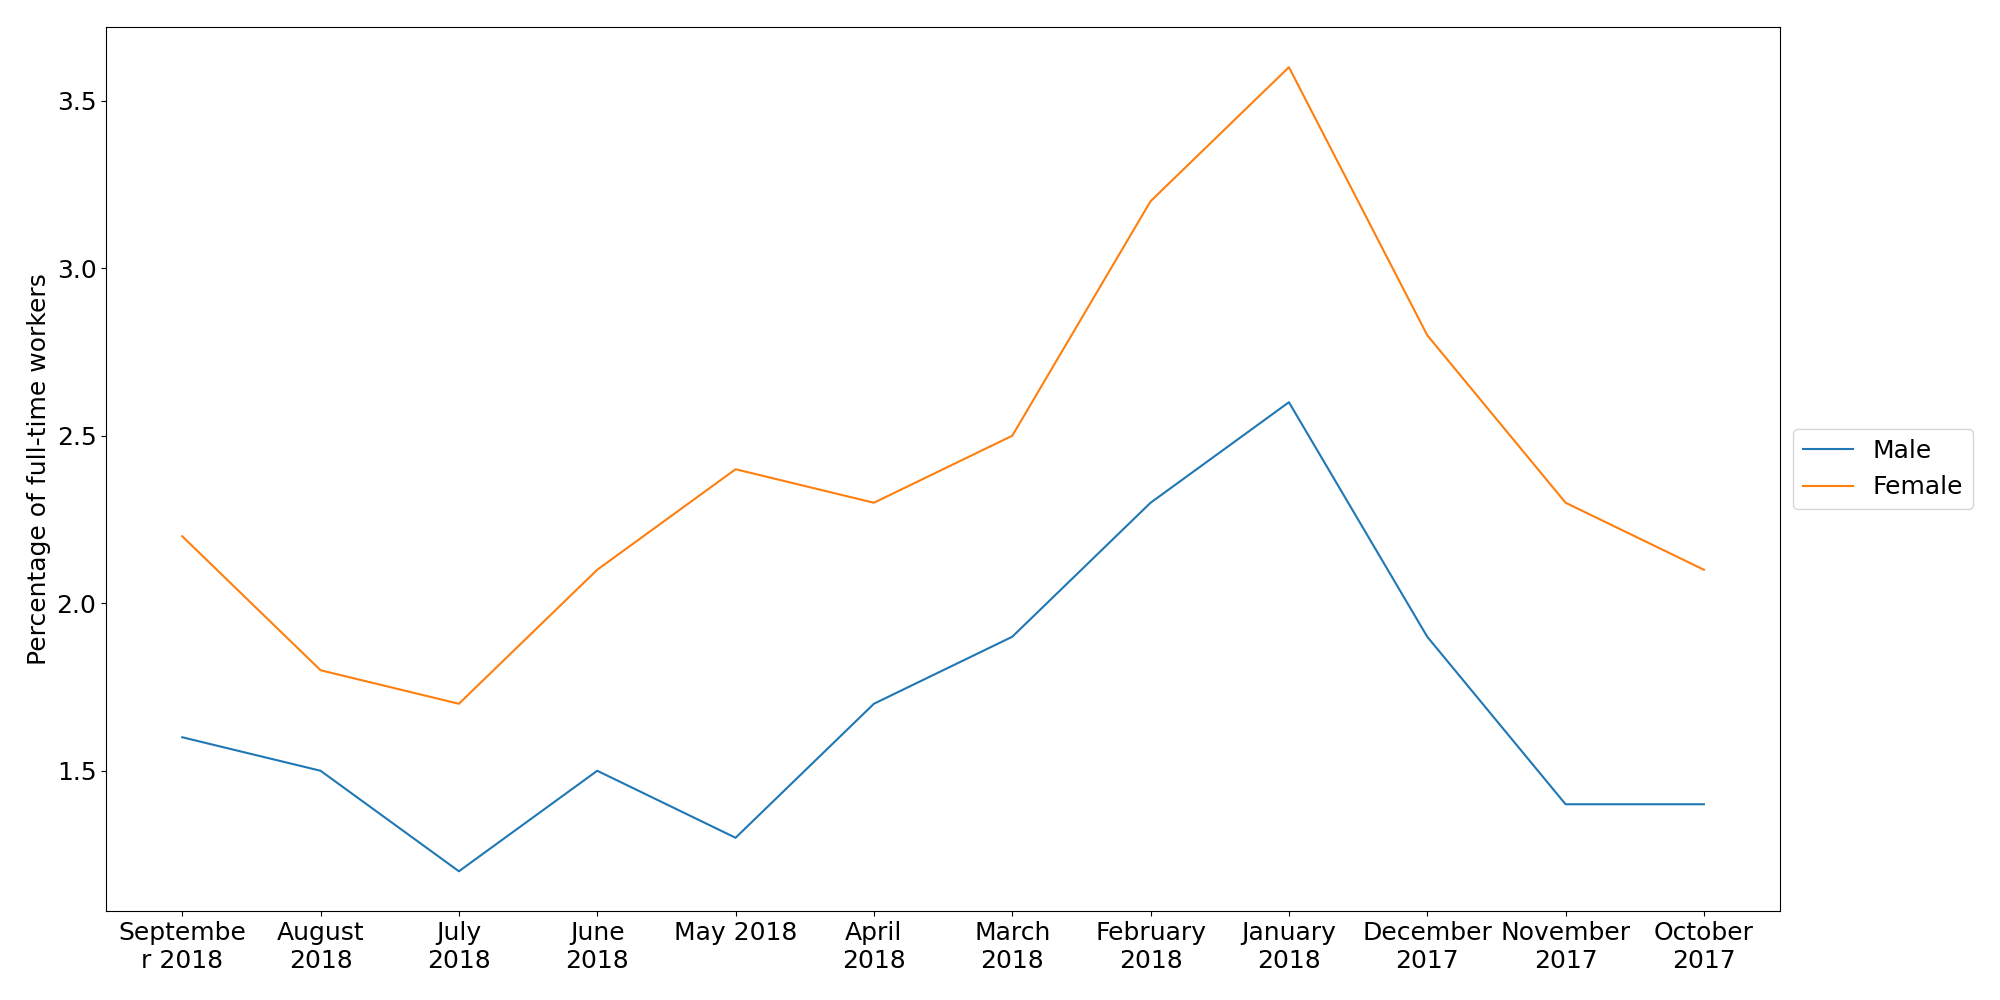 Percentage of full-time workers
3.5
3.0
2.5
2.0
1.5
Septembe
r 2018
August
2018
July
2018
June
2018
May 2018
April
2018
March
2018
February
2018
January
2018
December
2017
November
2017
October
2017
Male
Female